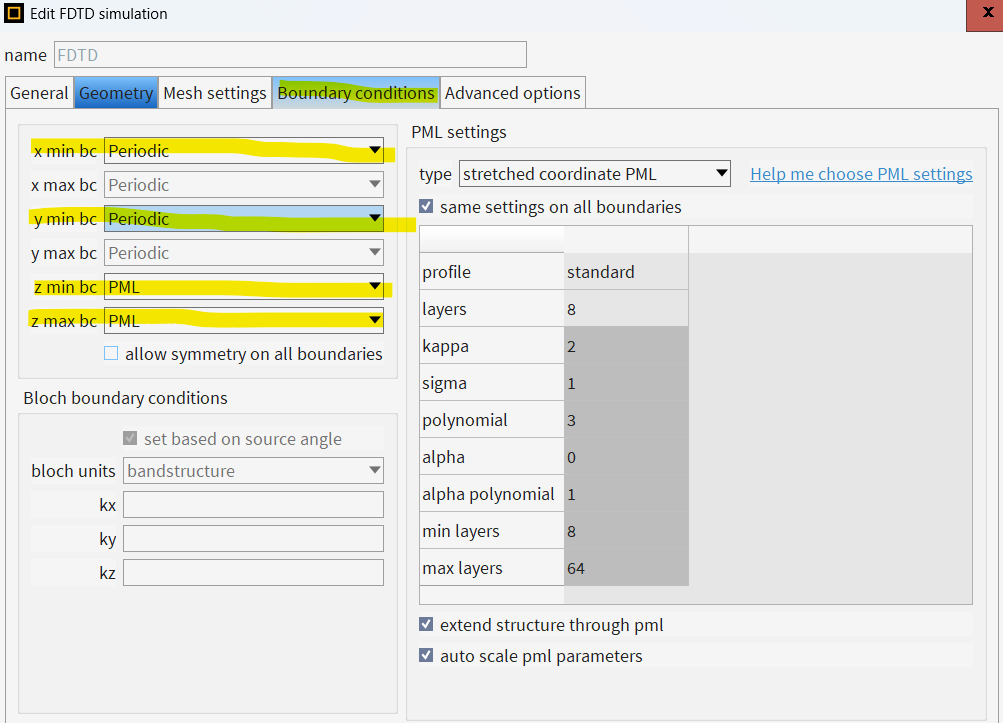 Edit FDTD simulation
name FDTD
General Geometry Mesh settings Boundary conditions Advanced options
x min bc Periodic
x max bc Periodic
y min bc Periodic
y max bc Periodic
z min bc PML
z max bc PML
allow symmetry on all boundaries
Bloch boundary conditions
set based on source angle
bloch units bandstructure
kx
ky
kz
PML settings
type stretched coordinate PML Help me choose PML settings
same settings on all boundaries
profile standard
layers 8
kappa 2
sigma 1
polynomial 3
alpha 0
alpha polynomial 1
min layers 8
max layers 64
extend structure through pml
auto scale pml parameters